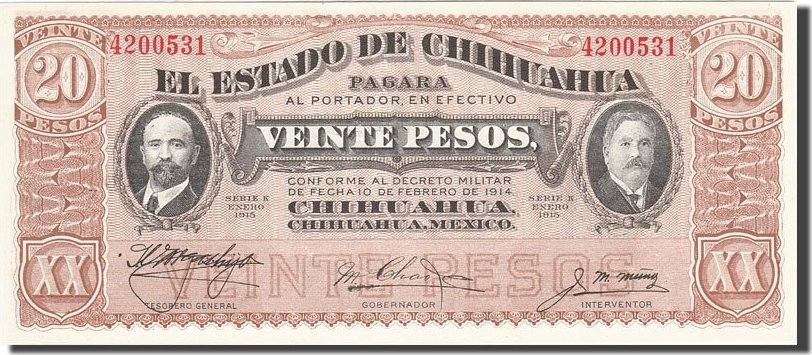 VEINTE
20
PESOS
4200531
4200531
VEINTE
20
PESOS
EL ESTADO DE CHIHUAHUA
PAGARA
AL PORTADOR, EN EFECTIVO
VEINTE PESOS,
CONFORME AL DECRETO MILITAR
DE FECHA 10 DE FEBRERO DE 1914.
SERIE K
ENERO
1915
SERIE K
ENERO
1915
CHIHUAHUA,
CHIHUAHUA, MEXICO.
XX
XX
VEINTE PESOS
TESORERO GENERAL
GOBERNADOR
INTERVENTOR